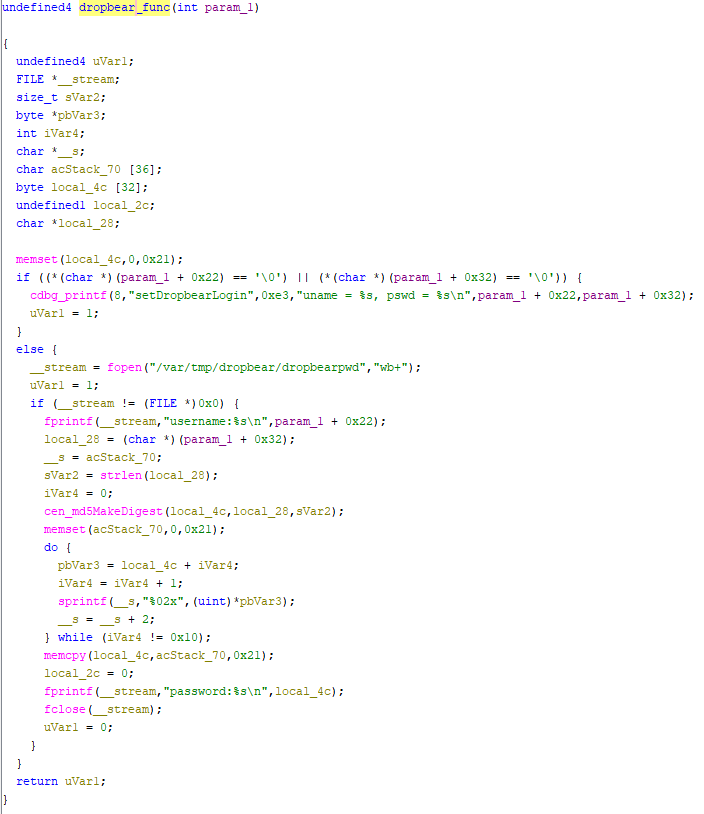 undefined4 dropbear_func(int param_1)
{
undefined4 uVar1;
FILE *__stream;
size_t sVar2;
byte *pbVar3;
int iVar4;
char *__s;
char acStack_70 [36];
byte local_4c [32];
undefined1 local_2c;
char *local_28;
memset(local_4c,0,0x21);
if ((*(char *)(param_1 + 0x22) == '\0') || (*(char *)(param_1 + 0x32) == '\0')) {
cdbg_printf(8,"setDropbearLogin",0xe3,"uname = %s, pswd = %s\n",param_1 + 0x22,param_1 + 0x32);
uVar1 = 1;
}
else {
__stream = fopen("/var/tmp/dropbear/dropbearpwd","wb+");
uVar1 = 1;
if (__stream != (FILE *)0x0) {
fprintf(__stream,"username:%s\n",param_1 + 0x22);
local_28 = (char *)(param_1 + 0x32);
__s = acStack_70;
sVar2 = strlen(local_28);
iVar4 = 0;
cen_md5MakeDigest(local_4c,local_28,sVar2);
memset(acStack_70,0,0x21);
do {
pbVar3 = local_4c + iVar4;
iVar4 = iVar4 + 1;
sprintf(__s,"%02x",(uint)*pbVar3);
__s = __s + 2;
} while (iVar4 != 0x10);
memcpy(local_4c,acStack_70,0x21);
local_2c = 0;
fprintf(__stream,"password:%s\n",local_4c);
fclose(__stream);
uVar1 = 0;
}
}
return uVar1;
}